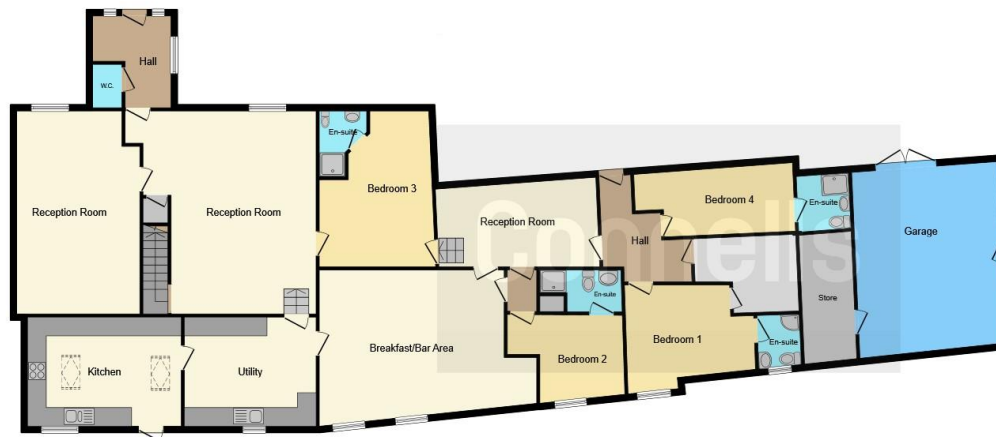 Hall
W.C.
Reception Room
Reception Room
En-suite
Bedroom 3
Reception Room
Hall
Bedroom 4
En-suite
Garage
Connells
Store
Kitchen
Utility
Breakfast/Bar Area
En-suite
Bedroom 2
Bedroom 1
En-suite